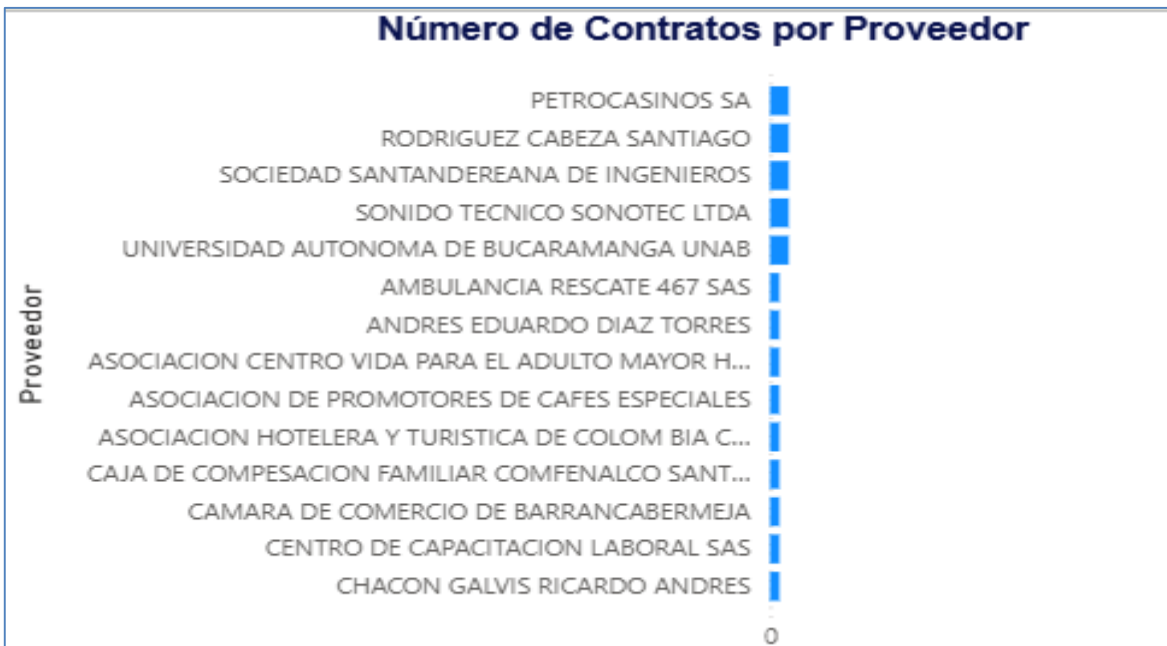 Número de Contratos por Proveedor
PETROCASINOS SA
RODRIGUEZ CABEZA SANTIAGO
SOCIEDAD SANTANDEREANA DE INGENIEROS
SONIDO TECNICO SONOTEC LTDA
UNIVERSIDAD AUTONOMA DE BUCARAMANGA UNAB
AMBULANCIA RESCATE 467 SAS
ANDRES EDUARDO DIAZ TORRES
ASOCIACION CENTRO VIDA PARA EL ADULTO MAYOR H...
ASOCIACION DE PROMOTORES DE CAFES ESPECIALES
ASOCIACION HOTELERA Y TURISTICA DE COLOM BIA C...
CAJA DE COMPESACION FAMILIAR COMFENALCO SANT...
CAMARA DE COMERCIO DE BARRANCABERMEJA
CENTRO DE CAPACITACION LABORAL SAS
CHACON GALVIS RICARDO ANDRES
Proveedor
0